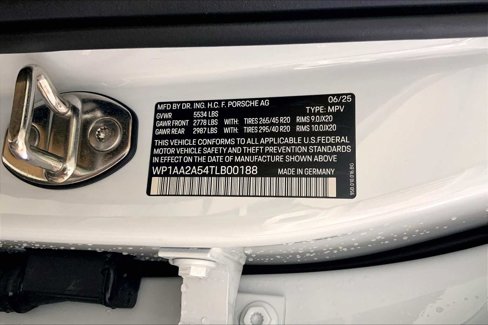 MFD BY DR. ING. H.C. F. PORSCHE AG 06/25
GVWR 5534 LBS TYPE: MPV
GAWR FRONT 2778 LBS WITH: TIRES 265/45 R20 RIMS 9.0JX20
GAWR REAR 2987 LBS WITH: TIRES 295/40 R20 RIMS 10.0JX20
THIS VEHICLE CONFORMS TO ALL APPLICABLE U.S.FEDERAL
MOTOR VEHICLE SAFETY AND THEFT PREVENTION STANDARDS
IN EFFECT ON THE DATE OF MANUFACTURE SHOWN ABOVE
WP1AA2A54TLB00188 MADE IN GERMANY